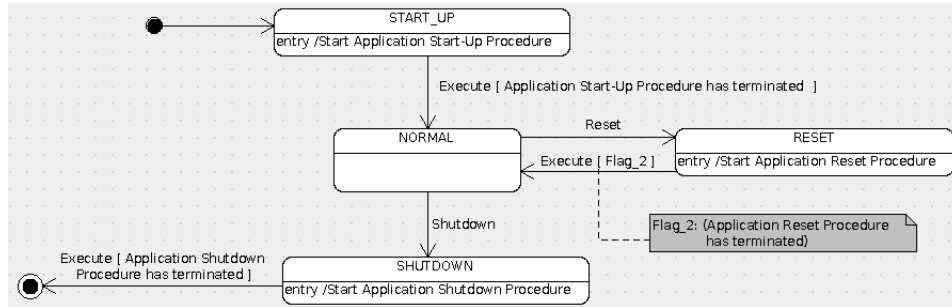 START_UP
entry /Start Application Start-Up Procedure
Execute [ Application Start-Up Procedure has terminated  ]
NORMAL
Reset
RESET
entry /Start Application Reset Procedure
Execute [ Flag_2 ]
Flag_2: (Application Reset Procedure
has terminated)
Shutdown
Execute [ Application Shutdown
Procedure has terminated ]
SHUTDOWN
entry /Start Application Shutdown Procedure